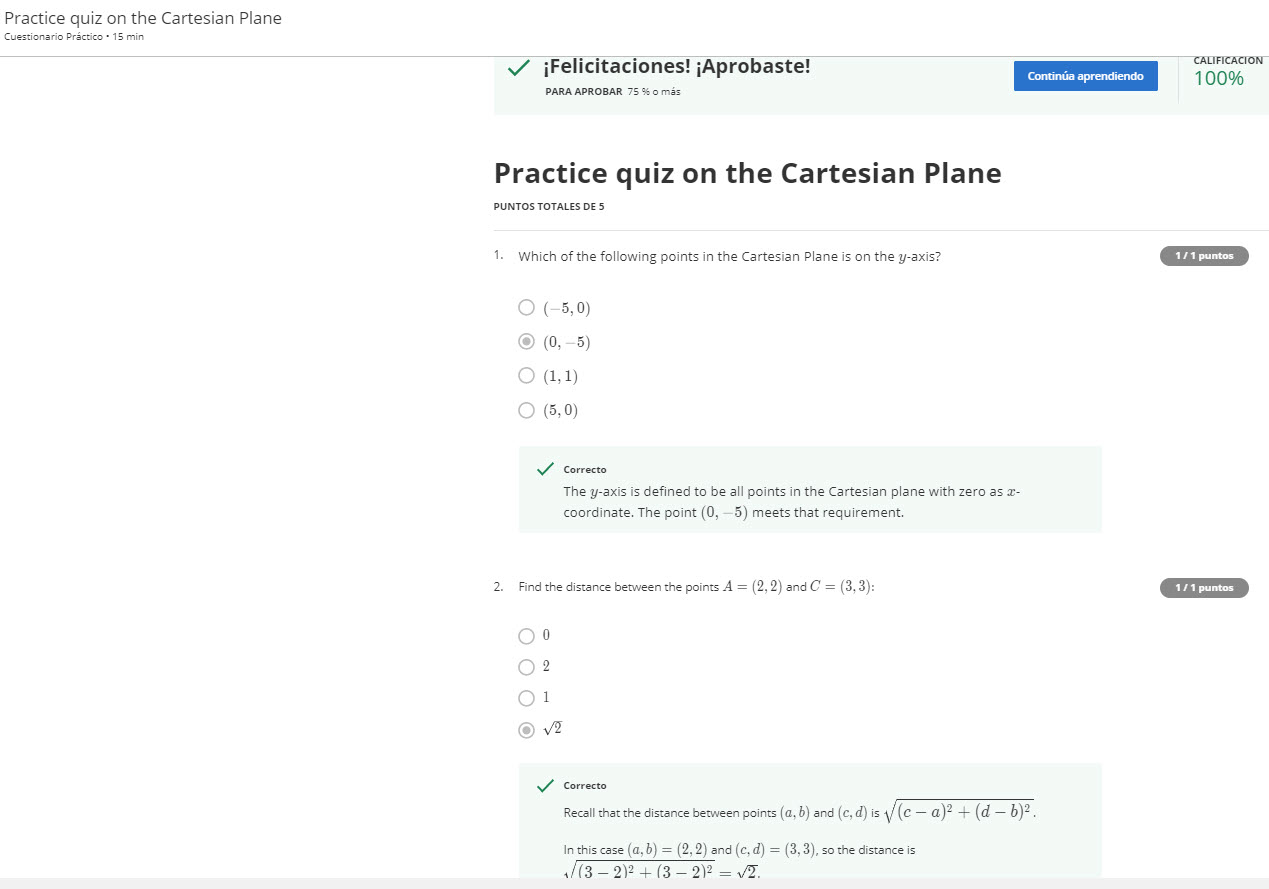 Practice quiz on the Cartesian Plane
Cuestionario Práctico • 15 min
¡Felicitaciones! ¡Aprobaste!
PARA APROBAR 75 % o más
Continúa aprendiendo
CALIFICACIÓN
100%
Practice quiz on the Cartesian Plane
PUNTOS TOTALES DE 5
1. Which of the following points in the Cartesian Plane is on the y-axis?
1 / 1 puntos
(−5, 0)
(0, −5)
(1, 1)
(5, 0)
Correcto
The y-axis is defined to be all points in the Cartesian plane with zero as x-
coordinate. The point (0, −5) meets that requirement.
2. Find the distance between the points A = (2, 2) and C = (3, 3):
1 / 1 puntos
0
2
1
√2
Correcto
Recall that the distance between points (a, b) and (c, d) is √(c − a)² + (d − b)².
In this case (a, b) = (2, 2) and (c, d) = (3, 3), so the distance is
√(3 − 2)² + (3 − 2)² = √2.